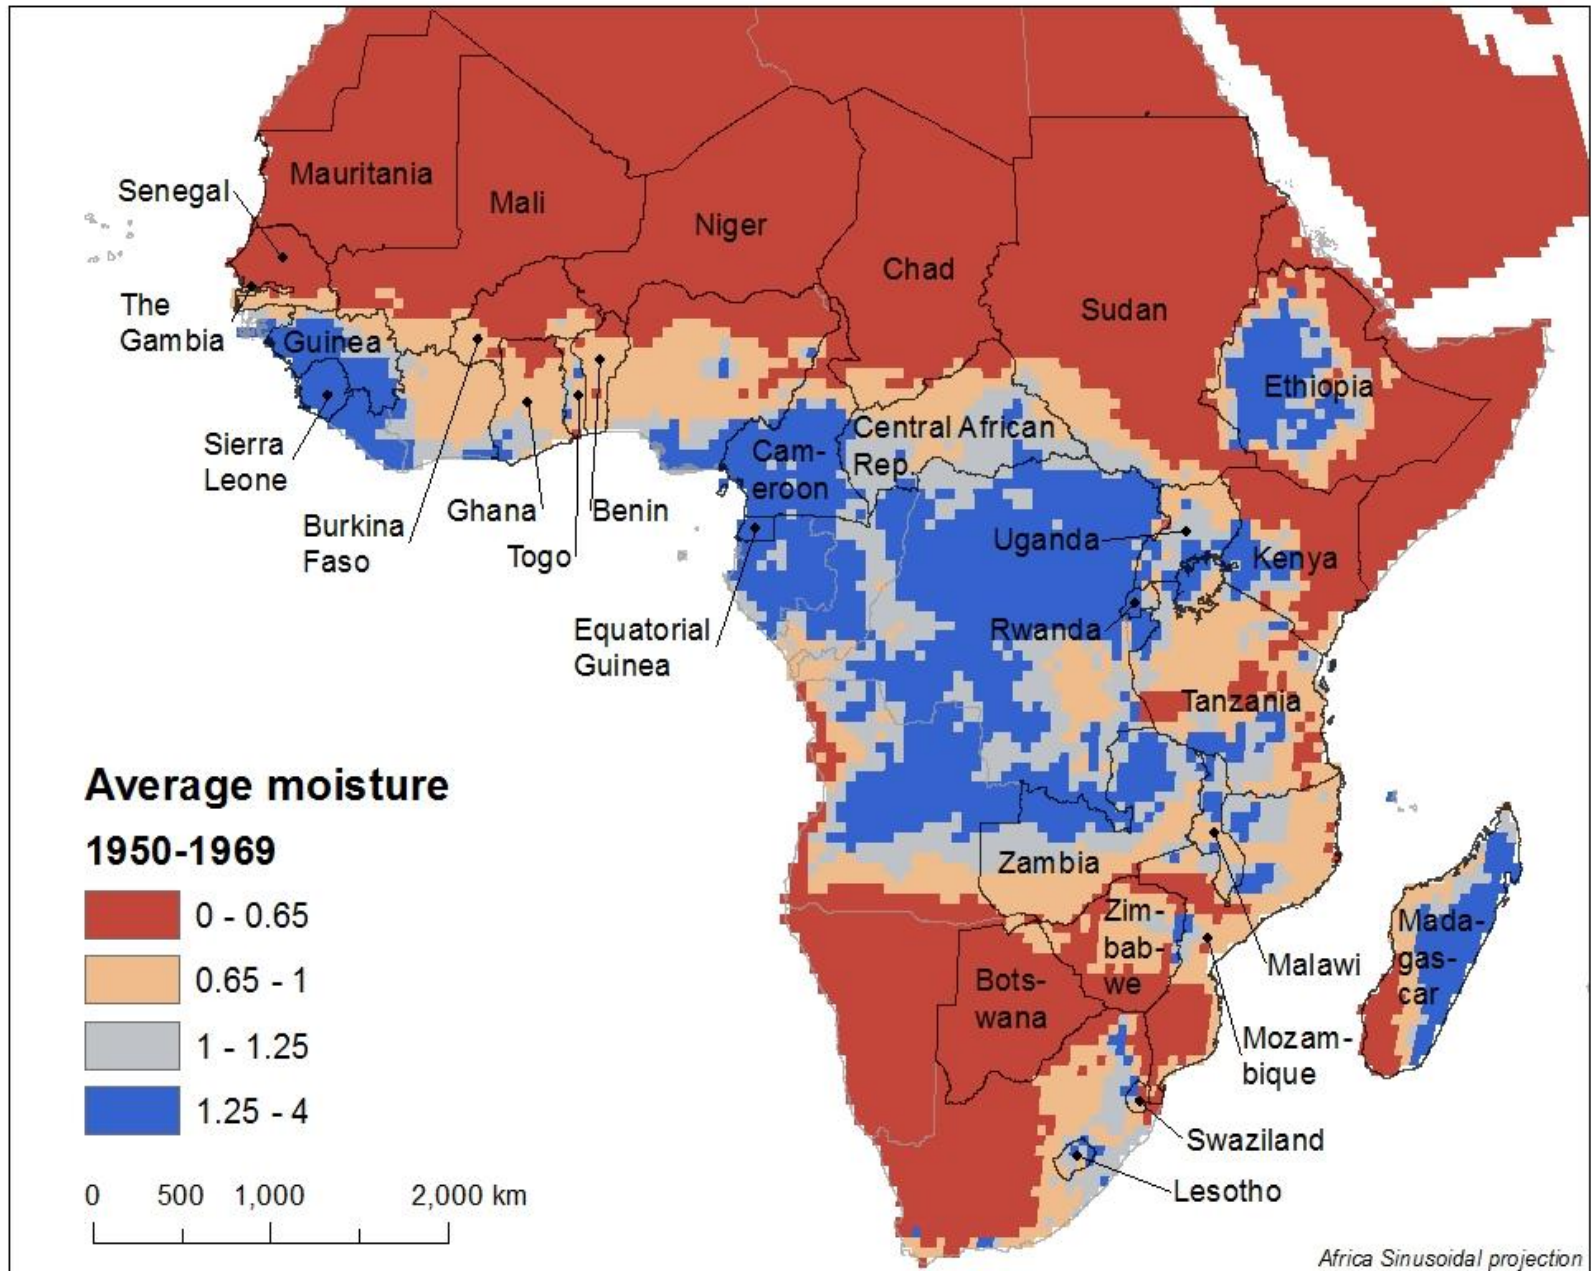 Mauritania
Senegal
Mali
Niger
Chad
Sudan
The
Gambia
Guinea
Ethiopia
Sierra
Leone
Central African
Rep.
Cam-
eroon
Burkina
Faso
Ghana
Benin
Togo
Uganda
Kenya
Equatorial
Guinea
Rwanda
Tanzania
Average moisture
1950-1969
0 - 0.65
0.65 - 1
1 - 1.25
1.25 - 4
0 500 1,000 2,000 km
Zambia
Zim-
bab-
we
Mada-
gas-
car
Malawi
Bots-
wana
Mozam-
bique
Swaziland
Lesotho
Africa Sinusoidal projection